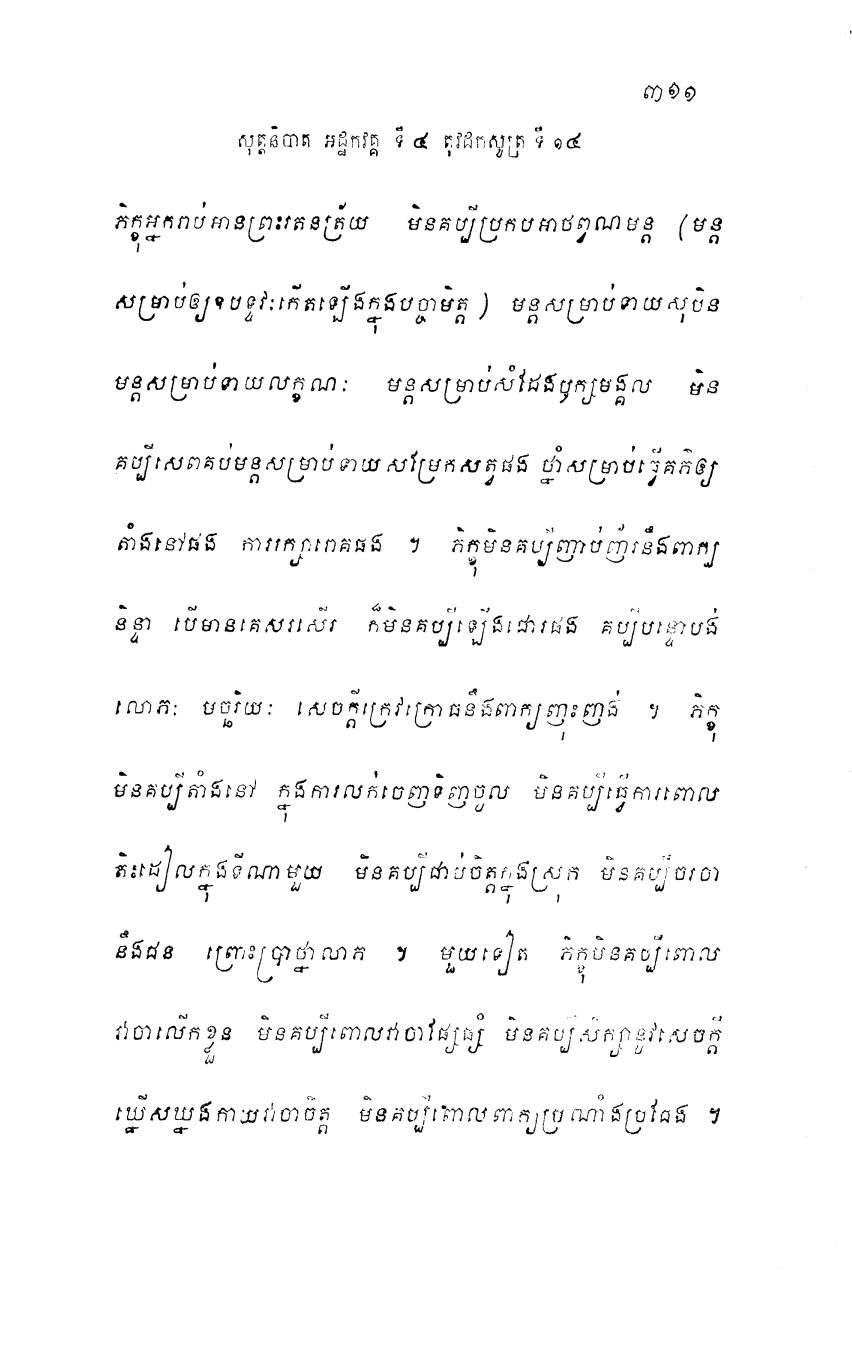 ៣១១
សុត្តនិបាត អដ្ឋកវគ្គ ទី ៤ តុវដកសូត្រ ទី ១៤
ភិក្ខុអ្នករាប់អានព្រះរតនត្រ័យ មិនគប្បីប្រកបអាថព្វណមន្ត (មន្ត
សម្រាប់ឲ្យឧបទ្ទវៈកើតឡើងក្នុងបច្ចាមិត្ត) មន្តសម្រាប់ទាយសុបិន
មន្តសម្រាប់ទាយលក្ខណៈ មន្តសម្រាប់សំដែងឫក្សមង្គល មិន
គប្បីសេពគប់មន្តសម្រាប់ទាយសម្រែកសត្វផង ថ្នាំសម្រាប់ធ្វើគភ៌ឲ្យ
តាំងនៅផង ការរក្សារោគផង ។ ភិក្ខុមិនគប្បីញាប់ញ័រនឹងពាក្យ
និន្ទា បើមានគេសរសើរ ក៏មិនគប្បីឡើងជោរផង គប្បីបន្ទោបង់
លោភៈ មច្ឆរិយៈ សេចក្តីក្រេវក្រោធនឹងពាក្យញុះញង់ ។ ភិក្ខុ
មិនគប្បីតាំងនៅ ក្នុងការលក់ចេញទិញចូល មិនគប្បីធ្វើការពោល
តិះដៀលក្នុងទីណាមួយ មិនគប្បីជាប់ចិត្តក្នុងស្រុក មិនគប្បីចរចា
នឹងជន ព្រោះប្រាថ្នាលាភ ។ មួយទៀត ភិក្ខុមិនគប្បីពោល
វាចាលើកខ្លួន មិនគប្បីពោលវាចាផ្សែផ្សំ មិនគប្បីសិក្សានូវសេចក្តី
ឃ្នើសឃ្នងកាយវាចាចិត្ត មិនគប្បីពោលពាក្យប្រណាំងប្រជែង ។